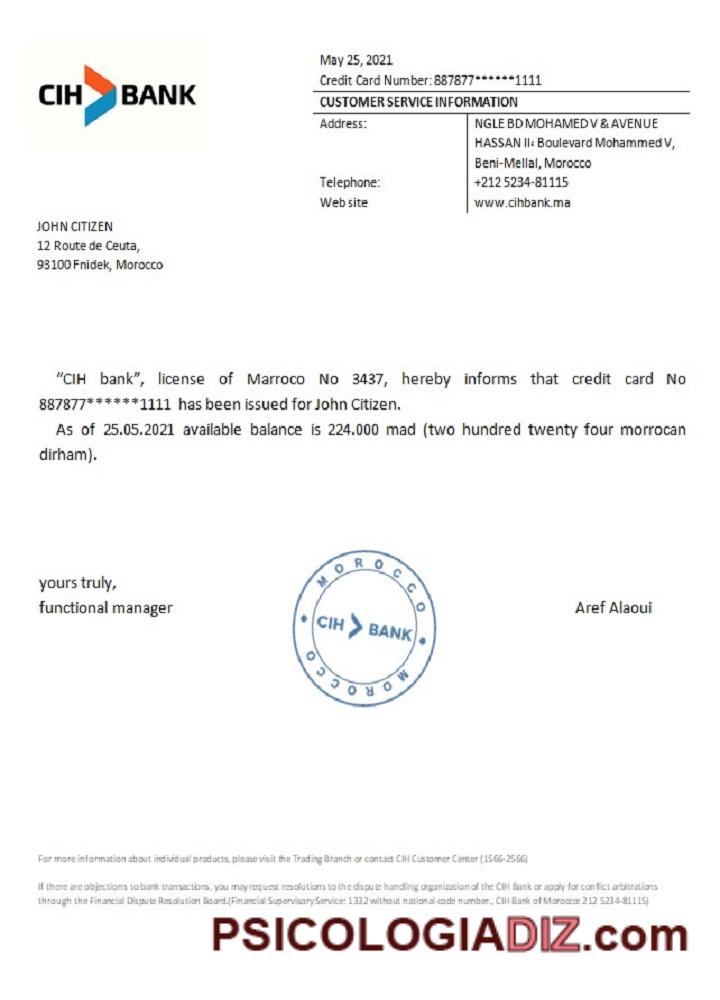 CIH BANK
May 25, 2021
Credit Card Number: 887877******1111
CUSTOMER SERVICE INFORMATION
Address: NGLE BD MOHAMED V & AVENUE
HASSAN II: Boulevard Mohammed V,
Beni-Mellal, Morocco
Telephone: +212 5234-81115
Web site www.cihbank.ma
JOHN CITIZEN
12 Route de Ceuta,
93100 Fnidek, Morocco
“CIH bank”, license of Marroco No 3437, hereby informs that credit card No
887877******1111 has been issued for John Citizen.
As of 25.05.2021 available balance is 224.000 mad (two hundred twenty four morrocan
dirham).
yours truly,
functional manager
MOROCCO
CIH BANK
MOROCCO
Aref Alaoui
For more information about individual products, please visit the Trading Branch or contact CIH Customer Center (1566-2566)
If there are objections to bank transactions, you may request resolutions to the dispute handling organization of the CIH Bank or apply for conflict arbitrations
through the Financial Dispute Resolution Board.(Financial Supervisory Service: 1332 without national code number., CIH Bank of Morocco: 212 5234-81115)
PSICOLOGIADIZ.com